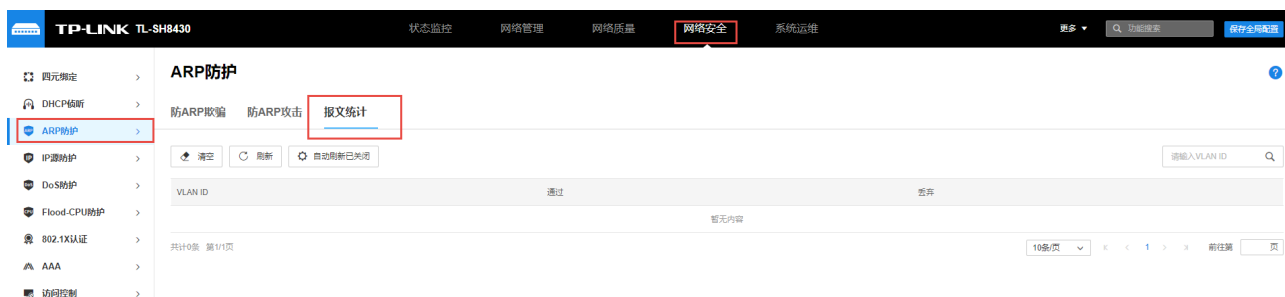 TP-LINK TL-SH8430 状态监控 网络管理 网络质量 网络安全 系统运维 更多 功能搜索 保存全局配置
四元绑定
DHCP侦听
ARP防护
IP源防护
DoS防护
Flood-CPU防护
802.1X认证
AAA
访问控制
ARP防护
?
防ARP欺骗 防ARP攻击 报文统计
清空 刷新 自动刷新已关闭 请输入VLAN ID
VLAN ID 通过 丢弃
暂无内容
共计0条 第1/1页 10条/页 1 前往第 页